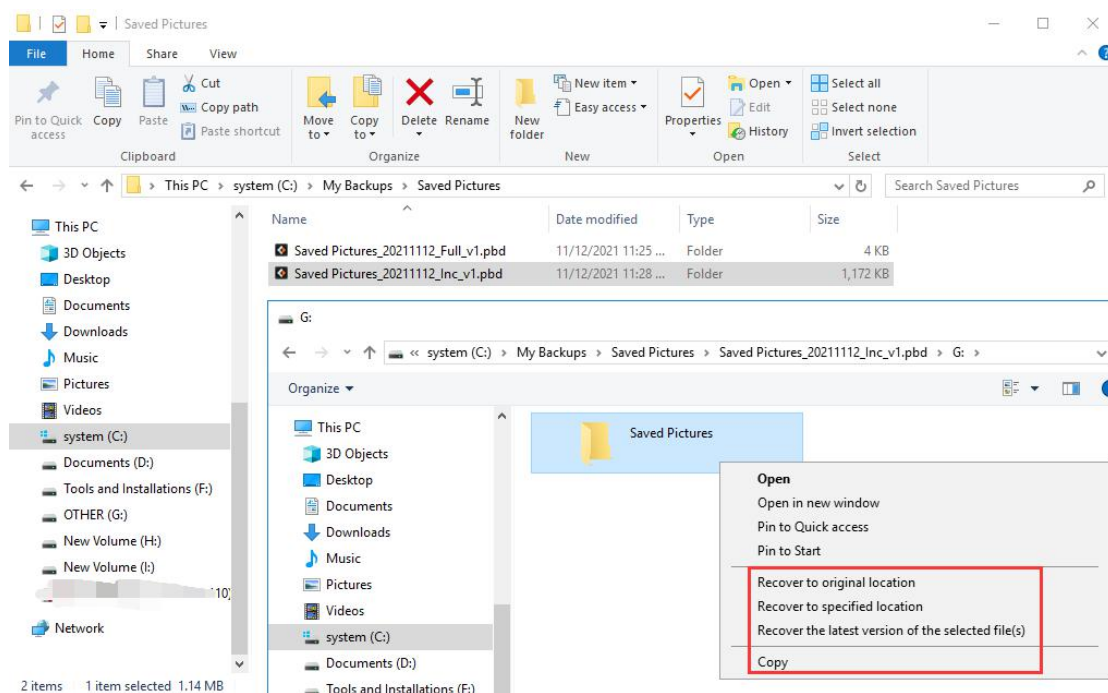 Saved Pictures
File Home Share View
Pin to Quick access
Copy
Paste
Cut
Copy path
Paste shortcut
Move to
Copy to
Delete
Rename
New folder
New item
Easy access
Properties
Open
Edit
History
Select all
Select none
Invert selection
Clipboard Organize New Open Select
This PC › system (C:) › My Backups › Saved Pictures
Search Saved Pictures
This PC
3D Objects
Desktop
Documents
Downloads
Music
Pictures
Videos
system (C:)
Documents (D:)
Tools and Installations (F:)
OTHER (G:)
New Volume (H:)
New Volume (I:)
10)
Network
Name Date modified Type Size
Saved Pictures_20211112_Full_v1.pbd 11/12/2021 11:25 ... Folder 4 KB
Saved Pictures_20211112_Inc_v1.pbd 11/12/2021 11:28 ... Folder 1,172 KB
G:
« system (C:) › My Backups › Saved Pictures › Saved Pictures_20211112_Inc_v1.pbd › G: ›
Organize
This PC
3D Objects
Desktop
Documents
Downloads
Music
Pictures
Videos
system (C:)
Documents (D:)
Tools and Installations (F:)
Saved Pictures
Open
Open in new window
Pin to Quick access
Pin to Start
Recover to original location
Recover to specified location
Recover the latest version of the selected file(s)
Copy
2 items 1 item selected 1.14 MB